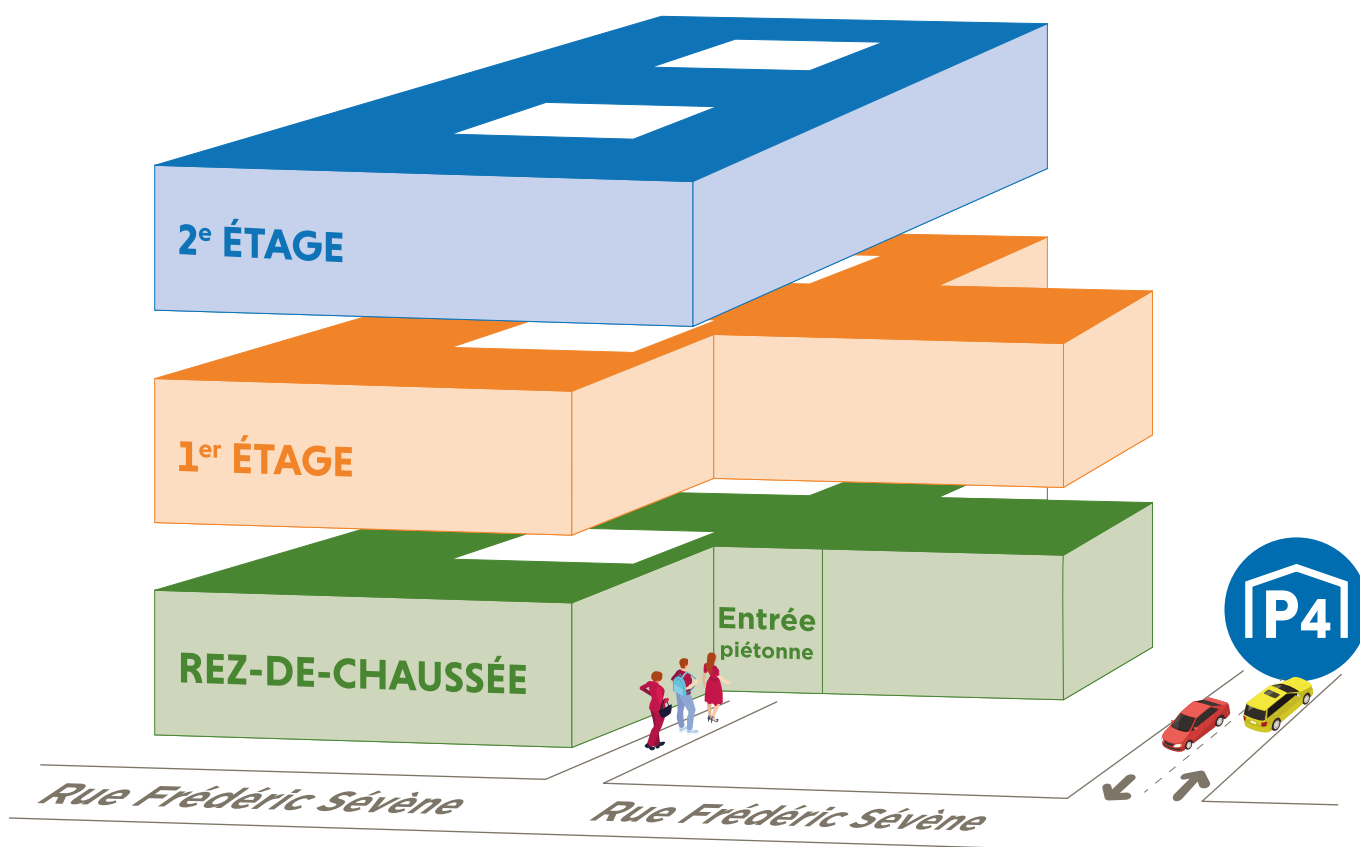 2e ÉTAGE
1er ÉTAGE
REZ-DE-CHAUSSÉE
Entrée
piétonne
P4
Rue Frédéric Sévène
Rue Frédéric Sévène